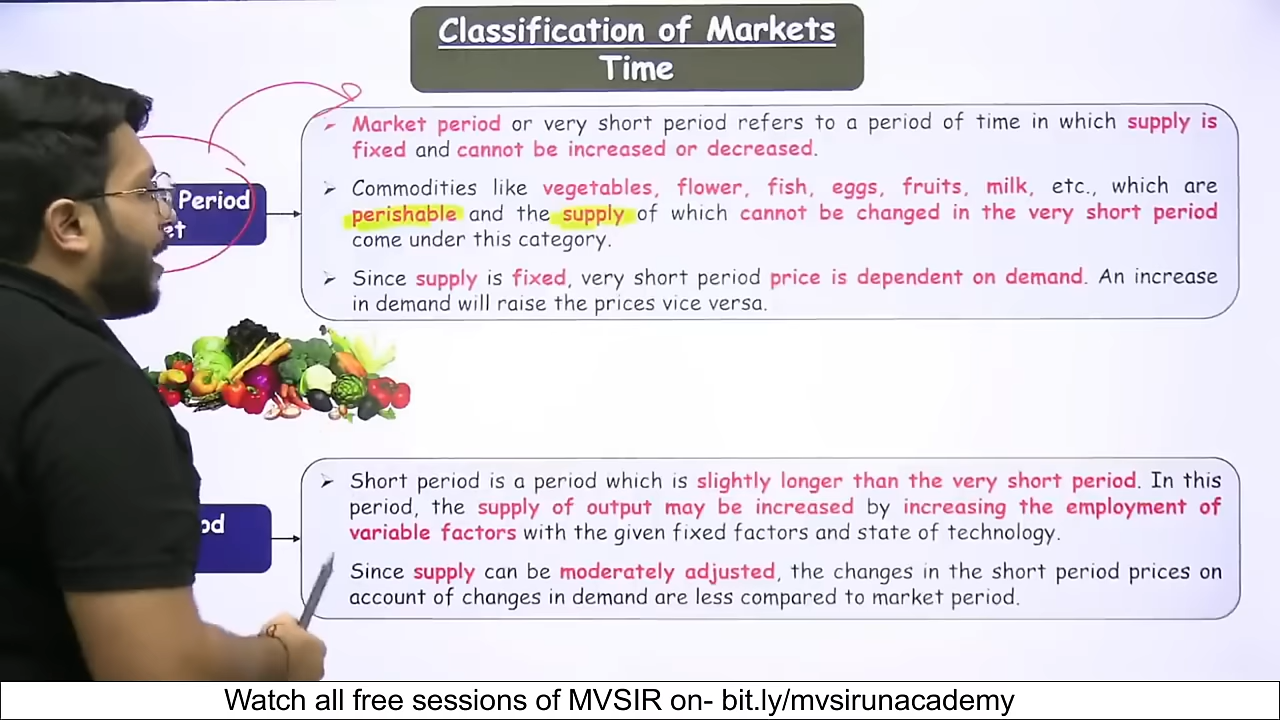 Classification of Markets
Time
Period
et
➢ Market period or very short period refers to a period of time in which supply is
fixed and cannot be increased or decreased.
➢ Commodities like vegetables, flower, fish, eggs, fruits, milk, etc., which are
perishable and the supply of which cannot be changed in the very short period
come under this category.
➢ Since supply is fixed, very short period price is dependent on demand. An increase
in demand will raise the prices vice versa.
od
➢ Short period is a period which is slightly longer than the very short period. In this
period, the supply of output may be increased by increasing the employment of
variable factors with the given fixed factors and state of technology.
Since supply can be moderately adjusted, the changes in the short period prices on
account of changes in demand are less compared to market period.
Watch all free sessions of MVSIR on- bit.ly/mvsirunacademy